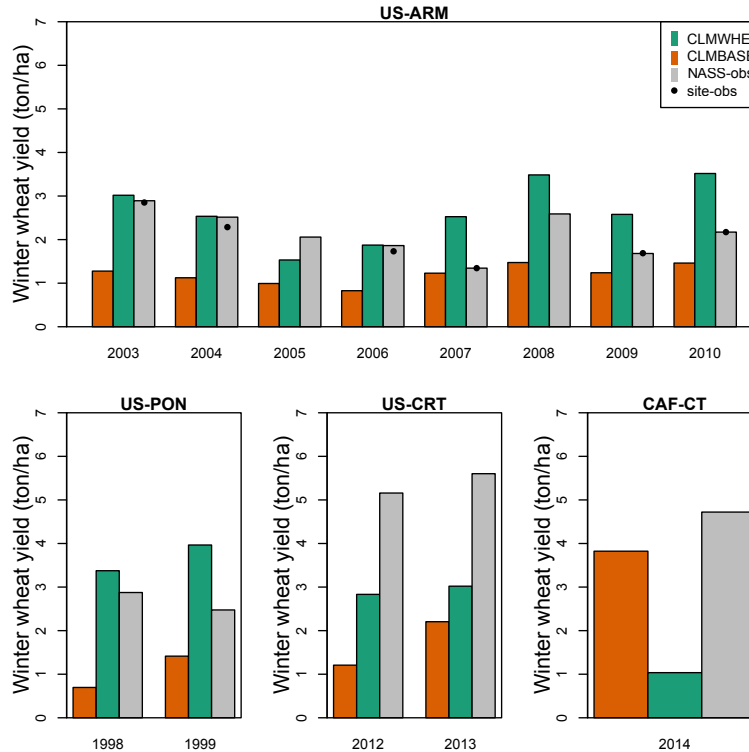 US-ARM
Winter wheat yield (ton/ha)
0 1 2 3 4 5 6 7
CLMWHE
CLMBASE
NASS-obs
site-obs
2003 2004 2005 2006 2007 2008 2009 2010
US-PON
Winter wheat yield (ton/ha)
0 1 2 3 4 5 6 7
1998 1999
US-CRT
Winter wheat yield (ton/ha)
0 1 2 3 4 5 6 7
2012 2013
CAF-CT
Winter wheat yield (ton/ha)
0 1 2 3 4 5 6 7
2014